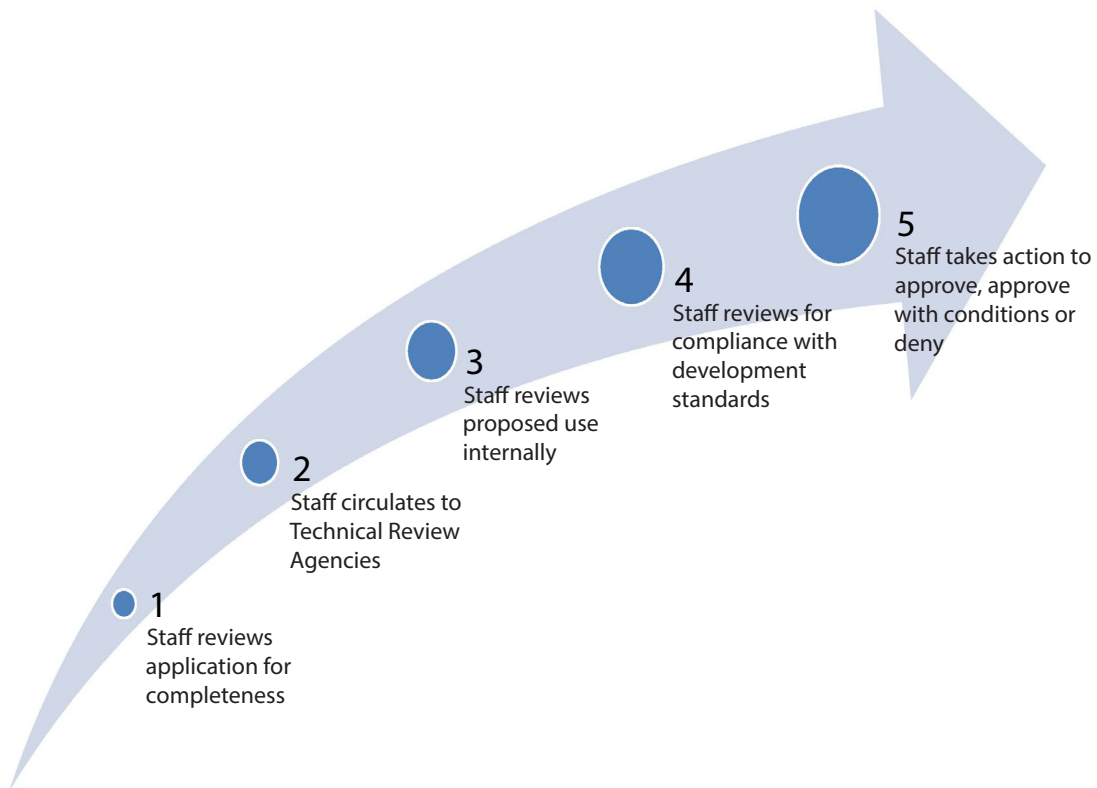 1
Staff reviews
application for
completeness
2
Staff circulates to
Technical Review
Agencies
3
Staff reviews
proposed use
internally
4
Staff reviews for
compliance with
development
standards
5
Staff takes action to
approve, approve
with conditions or
deny